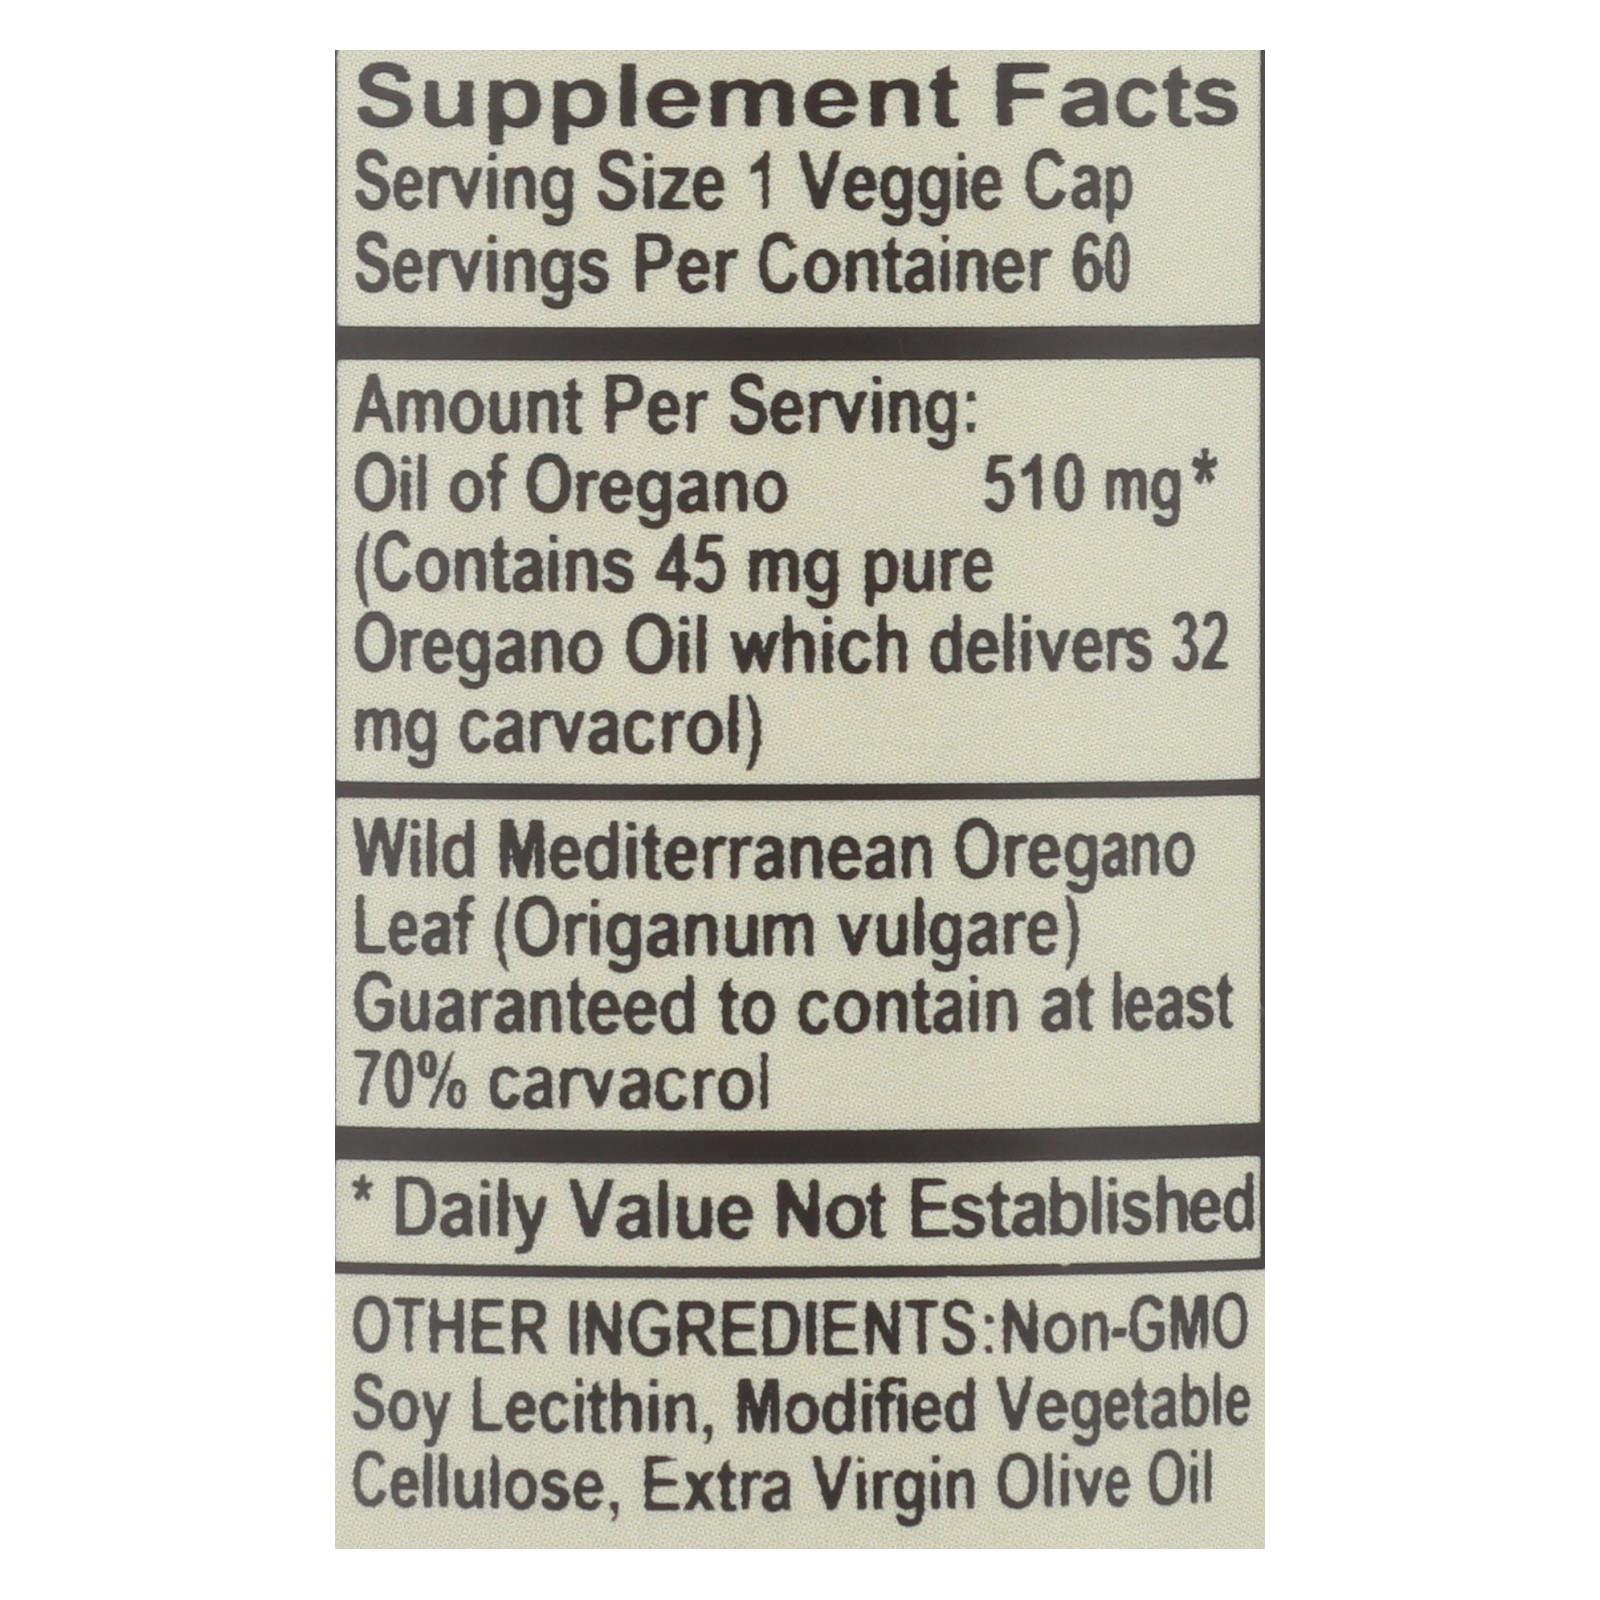 Supplement Facts
Serving Size 1 Veggie Cap
Servings Per Container 60
Amount Per Serving:
Oil of Oregano 510 mg*
(Contains 45 mg pure
Oregano Oil which delivers 32
mg carvacrol)
Wild Mediterranean Oregano
Leaf (Origanum vulgare)
Guaranteed to contain at least
70% carvacrol
* Daily Value Not Established
OTHER INGREDIENTS:Non-GMO
Soy Lecithin, Modified Vegetable
Cellulose, Extra Virgin Olive Oil